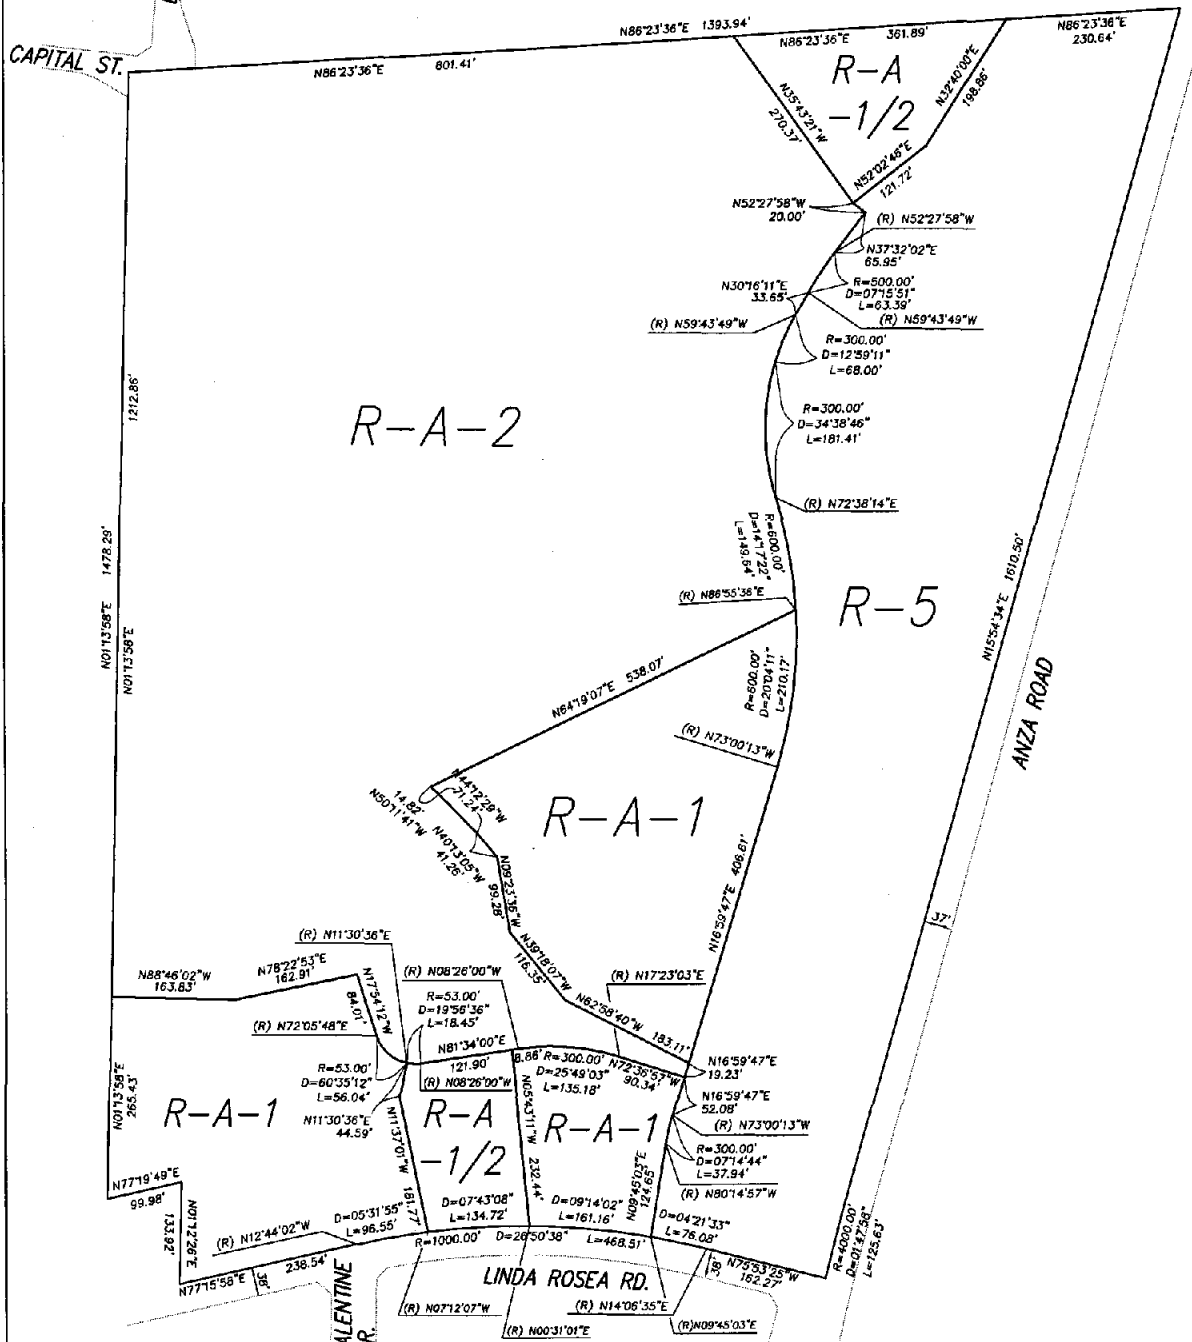 CAPITAL ST.
N86°23'36"E 1393.94'
N86°23'36"E 801.41'
N86°23'36"E 361.89'
N86°23'36"E
230.64'
R-A
-1/2
N35°43'21"W
270.37'
N32°40'00"E
198.86'
N52°02'46"E
121.72'
N52°27'58"W
20.00'
(R) N52°27'58"W
N37°32'02"E
65.95'
N30°16'11"E
33.65'
R=500.00'
D=07°15'51"
L=63.39'
(R) N59°43'49"W
(R) N59°43'49"W
R=300.00'
D=12°59'11"
L=68.00'
R=300.00'
D=34°38'46"
L=181.41'
(R) N72°38'14"E
1212.86'
R-A-2
R=600.00'
D=14°17'22"
L=149.64'
N01°13'58"E 1478.29'
N01°13'58"E
(R) N86°55'36"E
R-5
N15°54'34"E 1610.50'
ANZA ROAD
N64°19'07"E 538.07'
R=600.00'
D=20°04'11"
L=210.17'
(R) N73°00'13"W
N44°12'29"W
71.24'
14.82'
N50°11'41"W
N40°13'05"W
41.26'
R-A-1
N09°23'36"W
99.28'
N16°59'47"E 406.81'
N39°18'07"W
116.35'
37'
(R) N11°30'36"E
N88°46'02"W
163.83'
N78°22'53"E
162.91'
N17°54'12"W
84.01'
(R) N08°26'00"W
(R) N17°23'03"E
N62°58'40"W 183.11'
(R) N72°05'48"E
R=53.00'
D=19°56'36"
L=18.45'
N81°34'00"E
121.90'
(R) N08°26'00"W
8.86'
R=300.00'
D=25°49'03"
L=135.18'
N72°36'57"W
90.34'
N16°59'47"E
19.23'
R=53.00'
D=60°35'12"
L=56.04'
N16°59'47"E
52.08'
N01°13'58"E
265.43'
R-A-1
N11°30'36"E
44.59'
R-A
-1/2
N05°43'11"W 232.44'
R-A-1
(R) N73°00'13"W
R=300.00'
D=07°14'44"
L=37.94'
(R) N80°14'57"W
N11°37'01"W 181.77'
N09°45'03"E
124.65'
N77°19'49"E
99.98'
N01°12'26"E
133.92'
(R) N12°44'02"W
D=05°31'55"
L=96.55'
D=07°43'08"
L=134.72'
D=09°14'02"
L=161.16'
D=04°21'33"
L=76.08'
R=1000.00' D=26°50'38" L=468.51'
R=4000.00'
D=01°47'58"
L=125.63'
N77°15'58"E 238.54'
38'
38'
N75°53'25"W
162.27'
LINDA ROSEA RD.
ALENTINE
R.
(R) N07°12'07"W
(R) N00°31'01"E
(R) N14°06'35"E
(R)N09°45'03"E